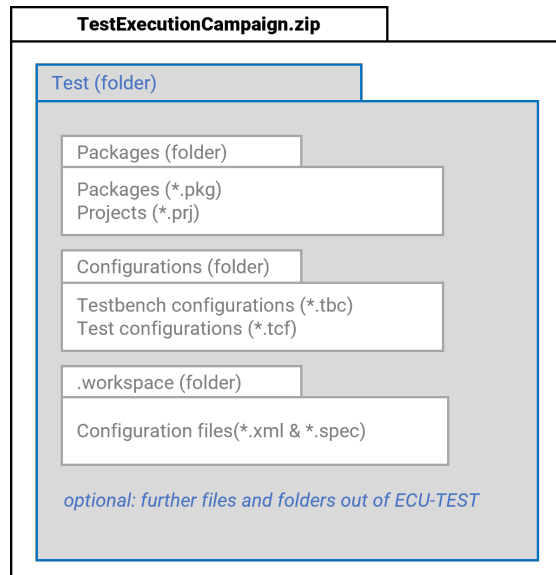 TestExecutionCampaign.zip
Test (folder)
Packages (folder)
Packages (*.pkg)
Projects (*.prj)
Configurations (folder)
Testbench configurations (*.tbc)
Test configurations (*.tcf)
.workspace (folder)
Configuration files(*.xml & *.spec)
optional: further files and folders out of ECU-TEST